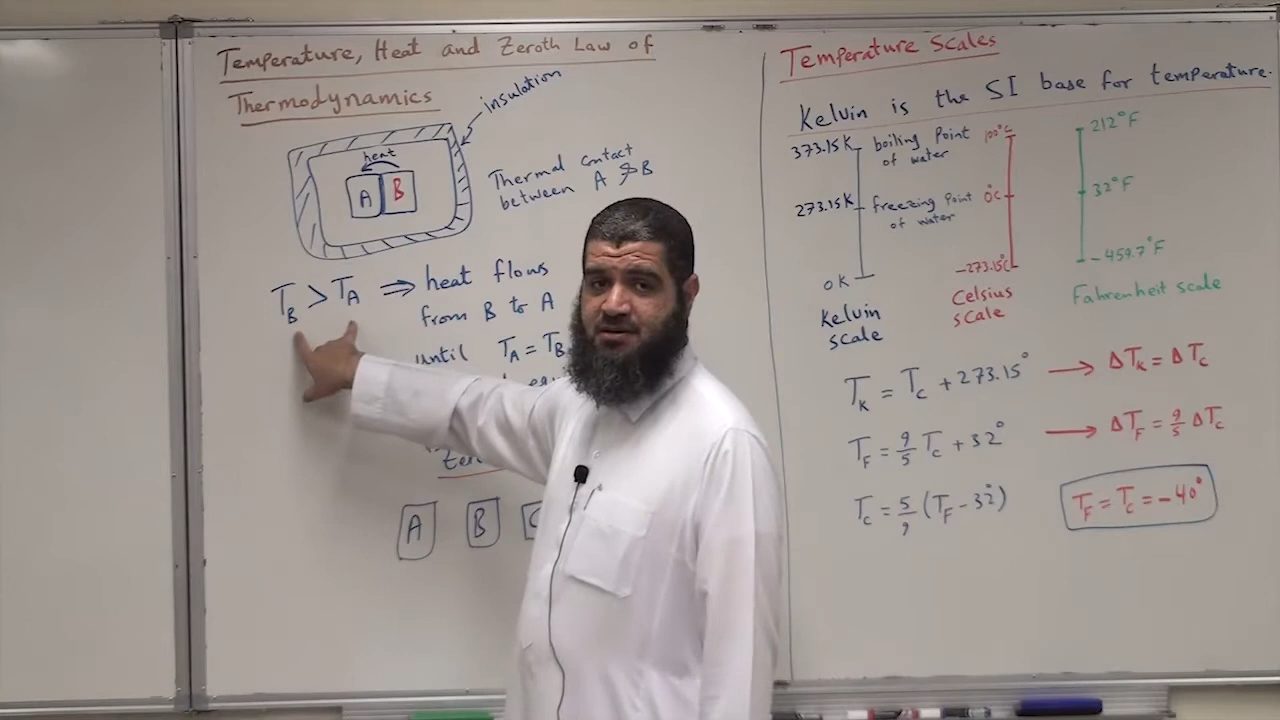 Temperature, Heat and Zeroth Law of
Thermodynamics
insulation
heat
A B
Thermal contact
between A & B
T_B > T_A ⇒ heat flows
from B to A
until T_A = T_B
A B
Temperature Scales
Kelvin is the SI base for temperature.
373.15K boiling Point 100°C 212°F
of water
273.15K freezing Point 0°C 32°F
of water
0K -273.15°C -459.7°F
Kelvin
scale
Celsius
scale
Fahrenheit scale
T_K = T_C + 273.15° → ΔT_K = ΔT_C
T_F = 9/5 T_C + 32° → ΔT_F = 9/5 ΔT_C
T_C = 5/9 (T_F - 32°)
T_F = T_C = -40°